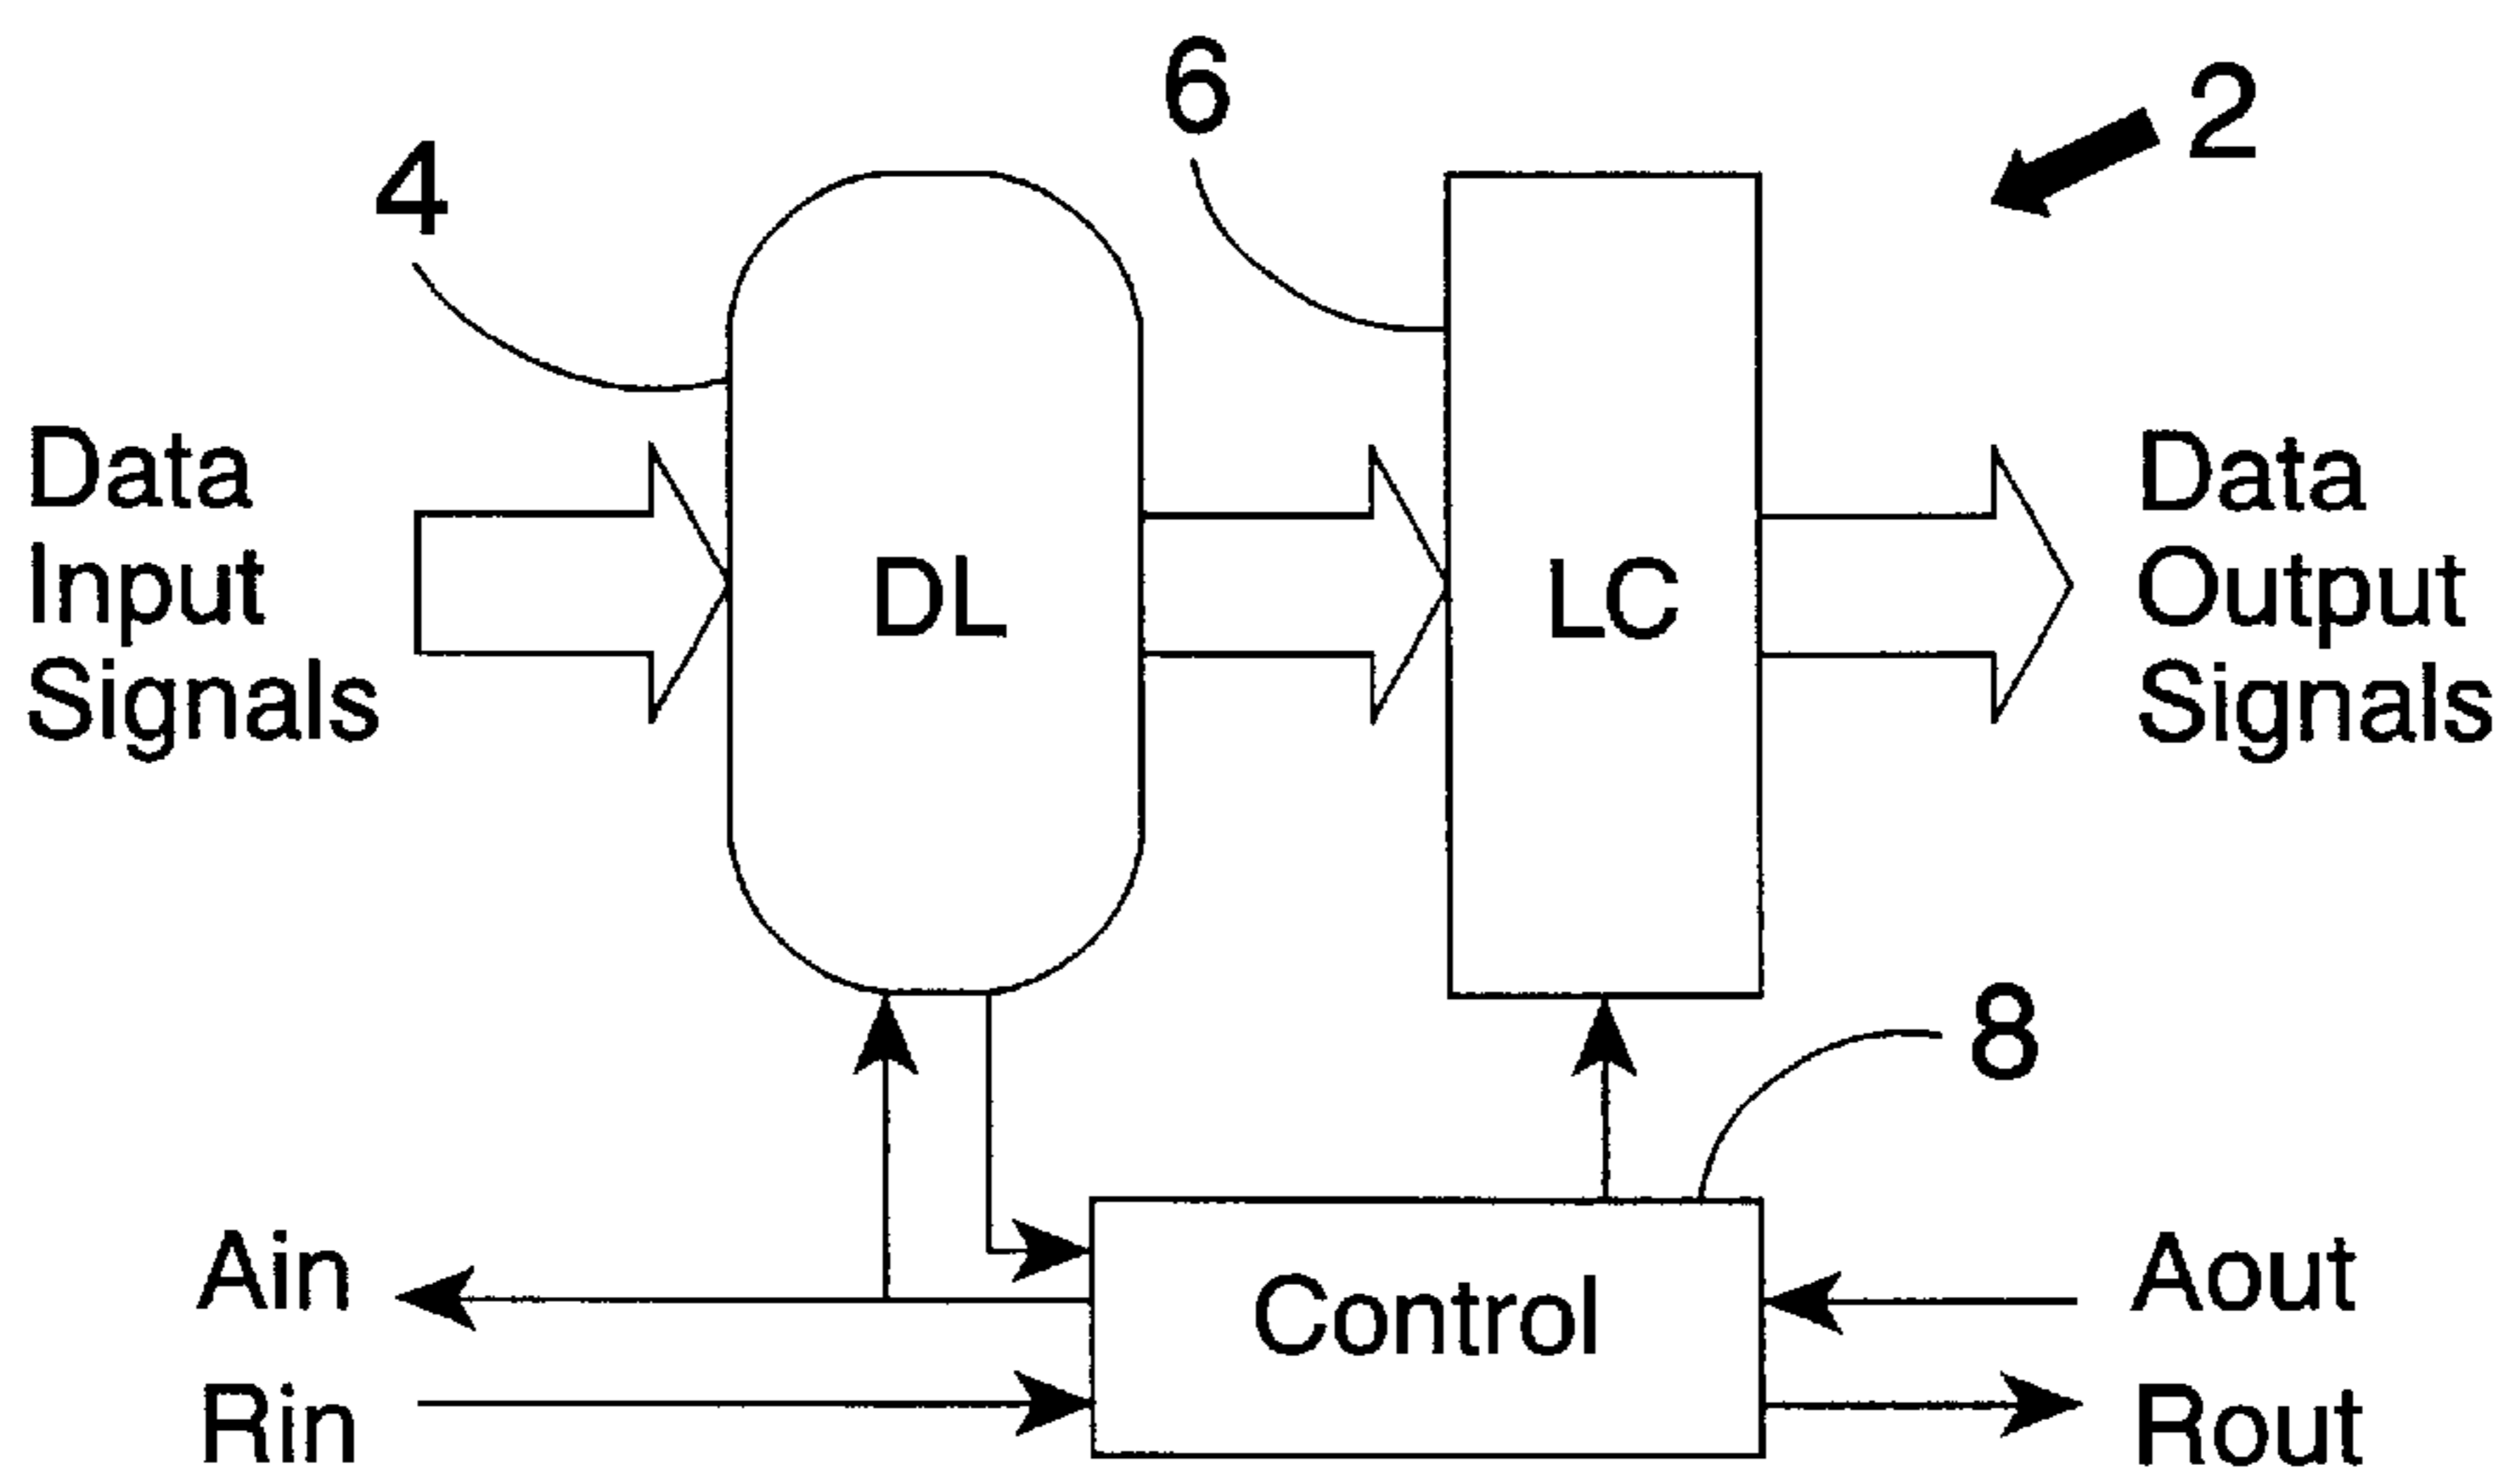 6
2
4
Data
Input
Signals
DL
LC
Data
Output
Signals
8
Ain
Control
Aout
Rin
Rout